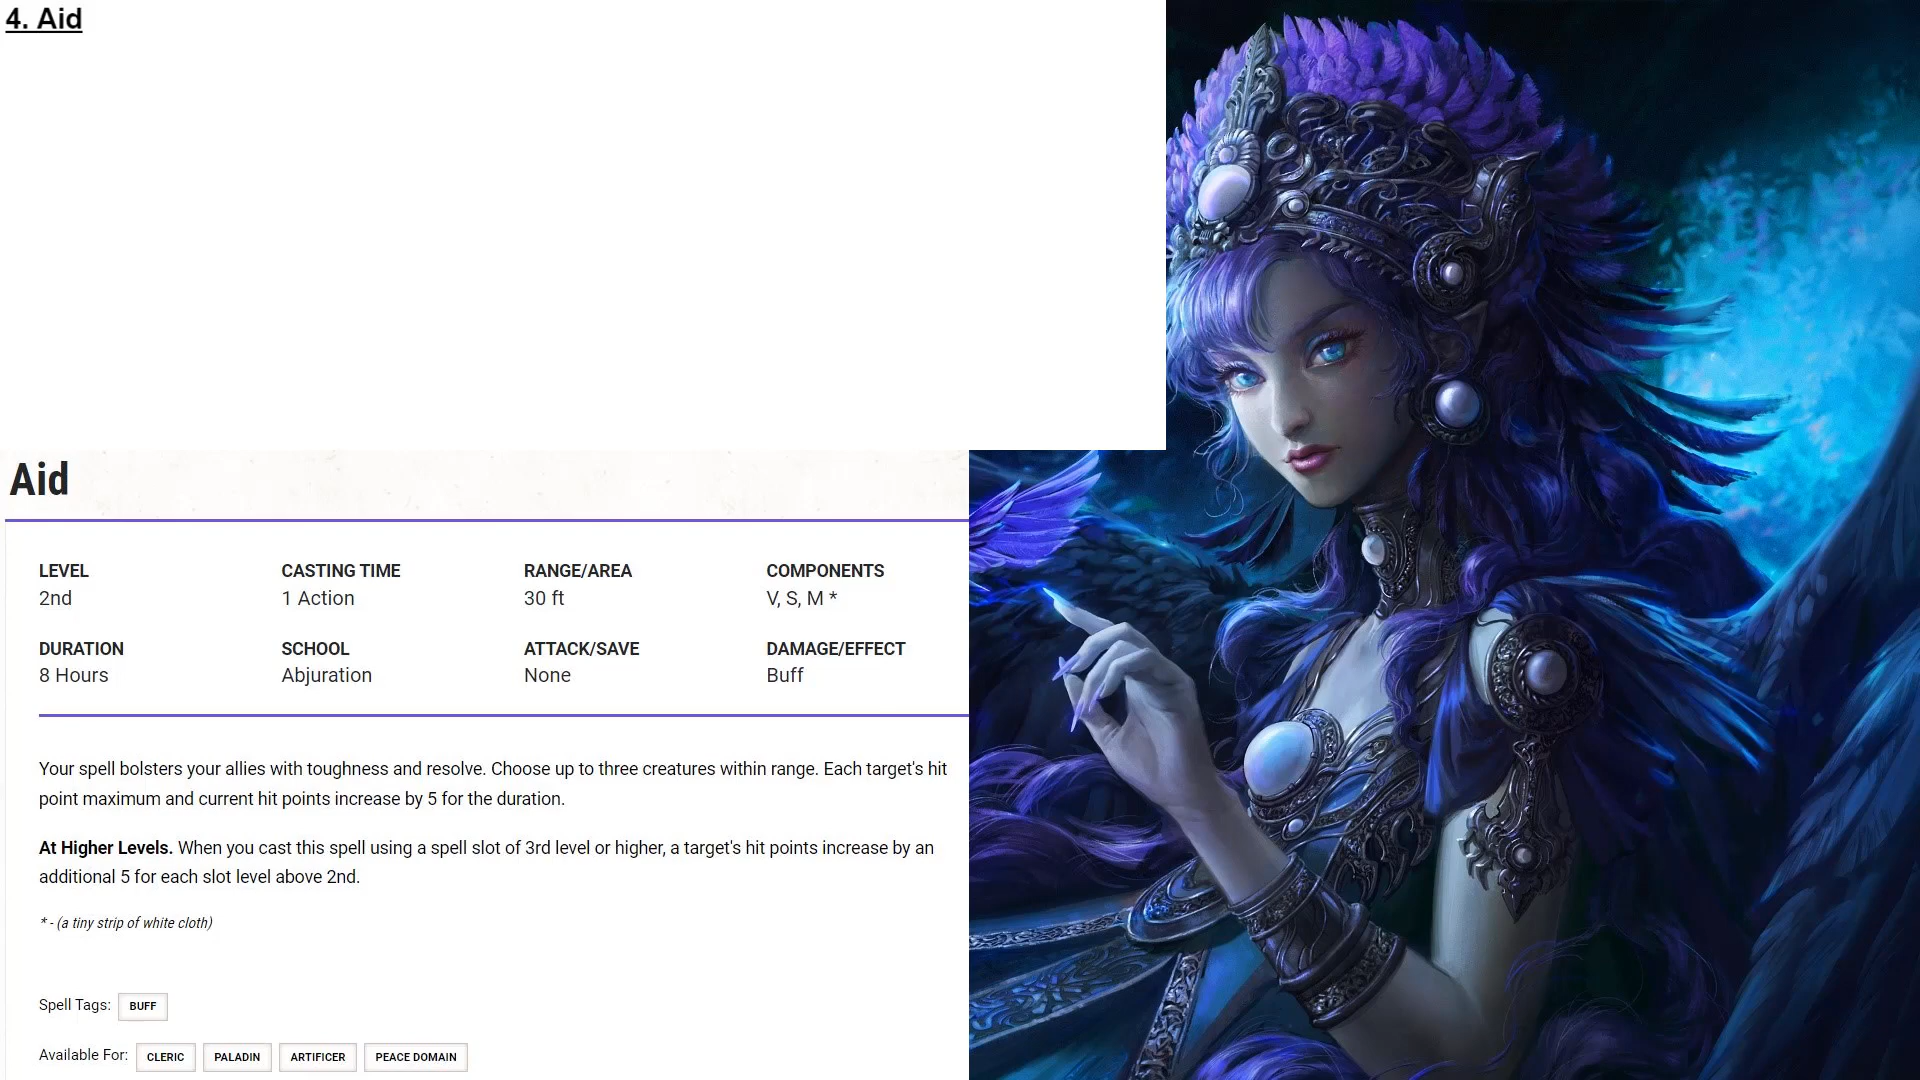 4. Aid
Aid
LEVEL
2nd
CASTING TIME
1 Action
RANGE/AREA
30 ft
COMPONENTS
V, S, M *
DURATION
8 Hours
SCHOOL
Abjuration
ATTACK/SAVE
None
DAMAGE/EFFECT
Buff
Your spell bolsters your allies with toughness and resolve. Choose up to three creatures within range. Each target's hit
point maximum and current hit points increase by 5 for the duration.
At Higher Levels. When you cast this spell using a spell slot of 3rd level or higher, a target's hit points increase by an
additional 5 for each slot level above 2nd.
* - (a tiny strip of white cloth)
Spell Tags: BUFF
Available For: CLERIC PALADIN ARTIFICER PEACE DOMAIN